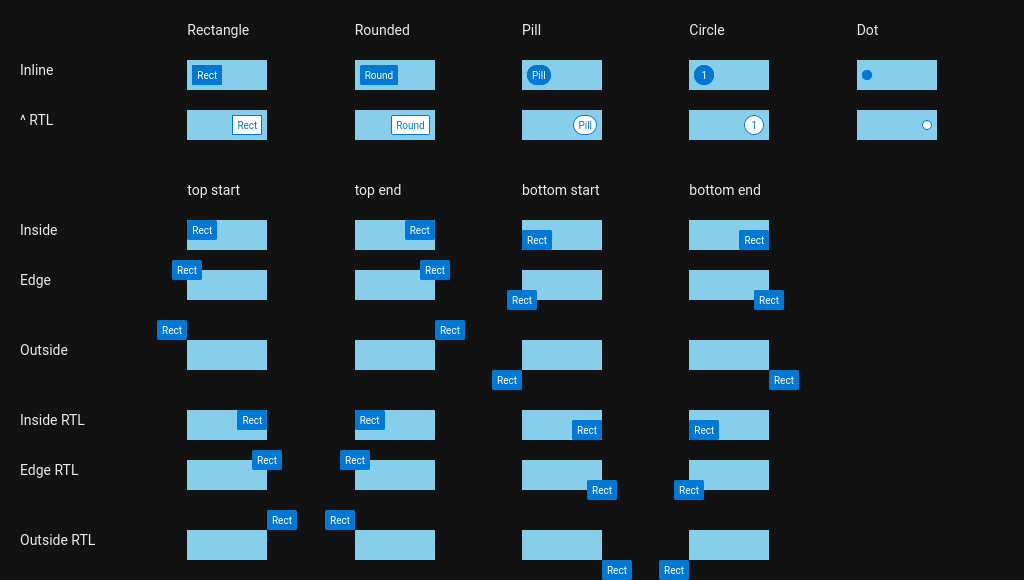 Rectangle Rounded Pill Circle Dot
Inline Rect Round Pill 1
^ RTL Rect Round Pill 1
top start top end bottom start bottom end
Inside Rect Rect Rect Rect
Edge Rect Rect Rect Rect
Outside Rect Rect Rect Rect
Inside RTL Rect Rect Rect Rect
Edge RTL Rect Rect Rect Rect
Outside RTL Rect Rect Rect Rect